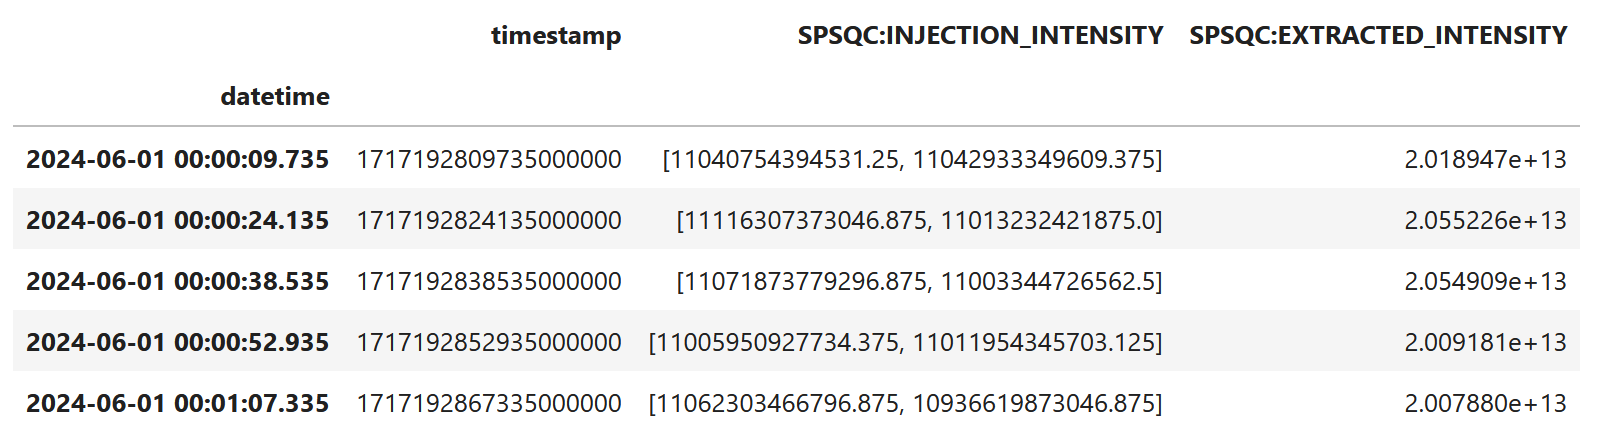 timestamp SPSQC:INJECTION_INTENSITY SPSQC:EXTRACTED_INTENSITY
datetime
2024-06-01 00:00:09.735 1717192809735000000 [11040754394531.25, 11042933349609.375] 2.018947e+13
2024-06-01 00:00:24.135 1717192824135000000 [11116307373046.875, 11013232421875.0] 2.055226e+13
2024-06-01 00:00:38.535 1717192838535000000 [11071873779296.875, 11003344726562.5] 2.054909e+13
2024-06-01 00:00:52.935 1717192852935000000 [11005950927734.375, 11011954345703.125] 2.009181e+13
2024-06-01 00:01:07.335 1717192867335000000 [11062303466796.875, 10936619873046.875] 2.007880e+13